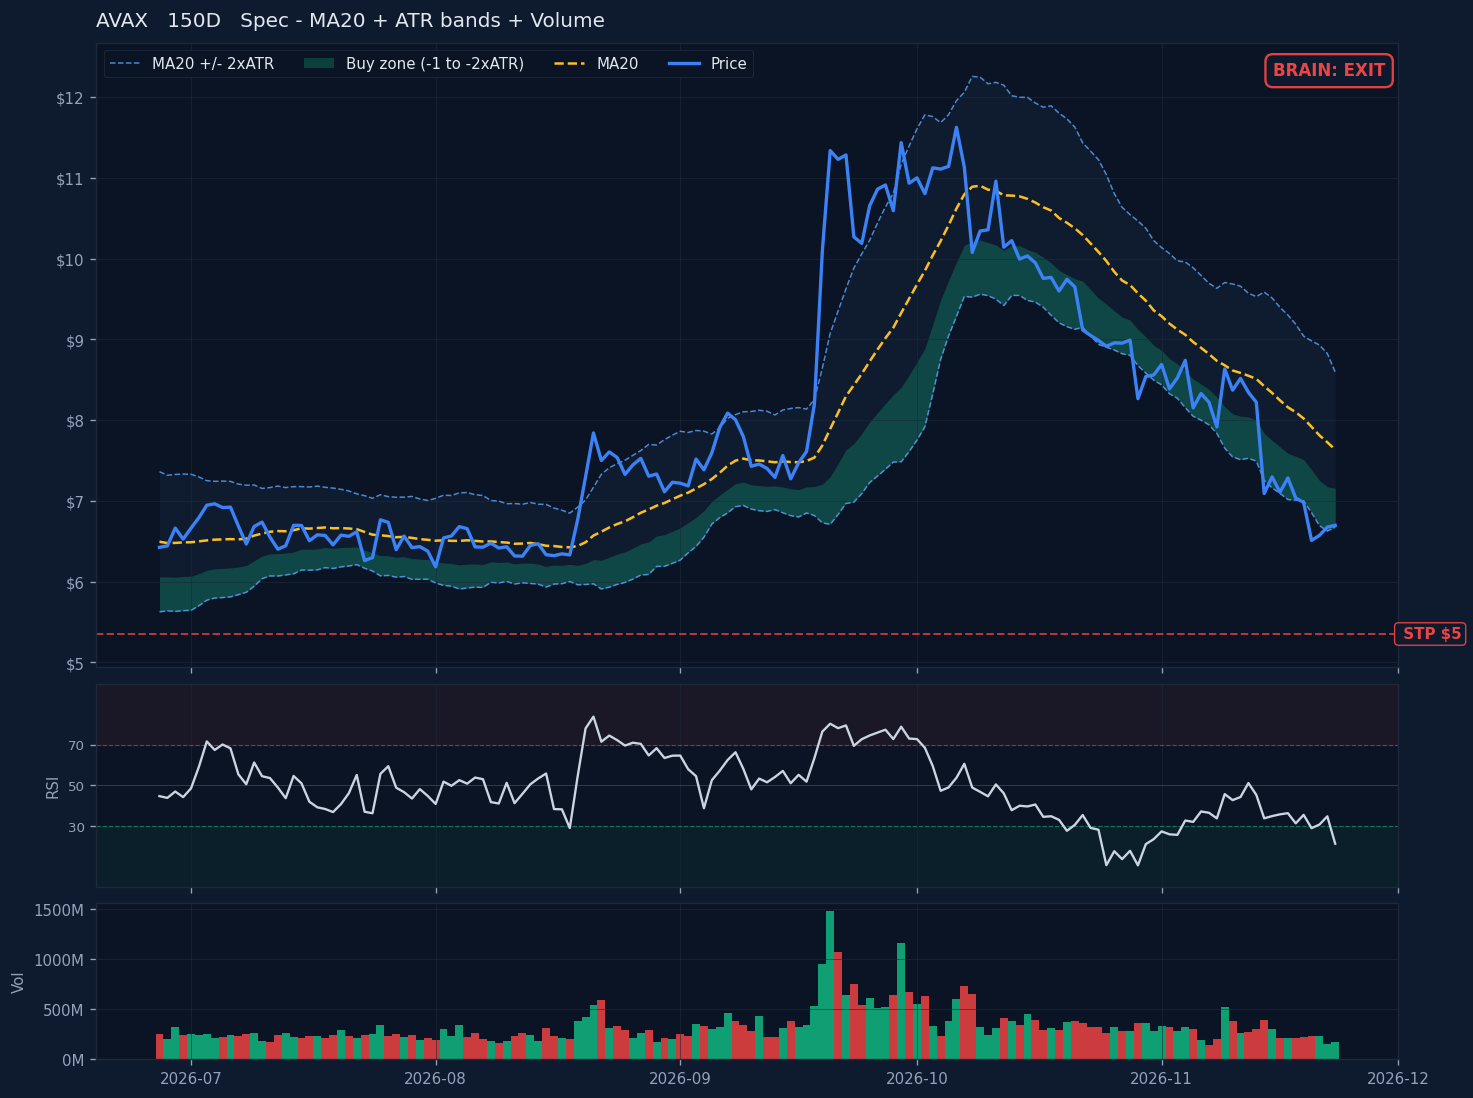 AVAX   150D   Spec - MA20 + ATR bands + Volume
MA20 +/- 2xATR
Buy zone (-1 to -2xATR)
MA20
Price
BRAIN: EXIT
$12
$11
$10
$9
$8
$7
$6
$5
STP $5
70
50
30
RSI
1500M
1000M
500M
0M
Vol
2026-07
2026-08
2026-09
2026-10
2026-11
2026-12